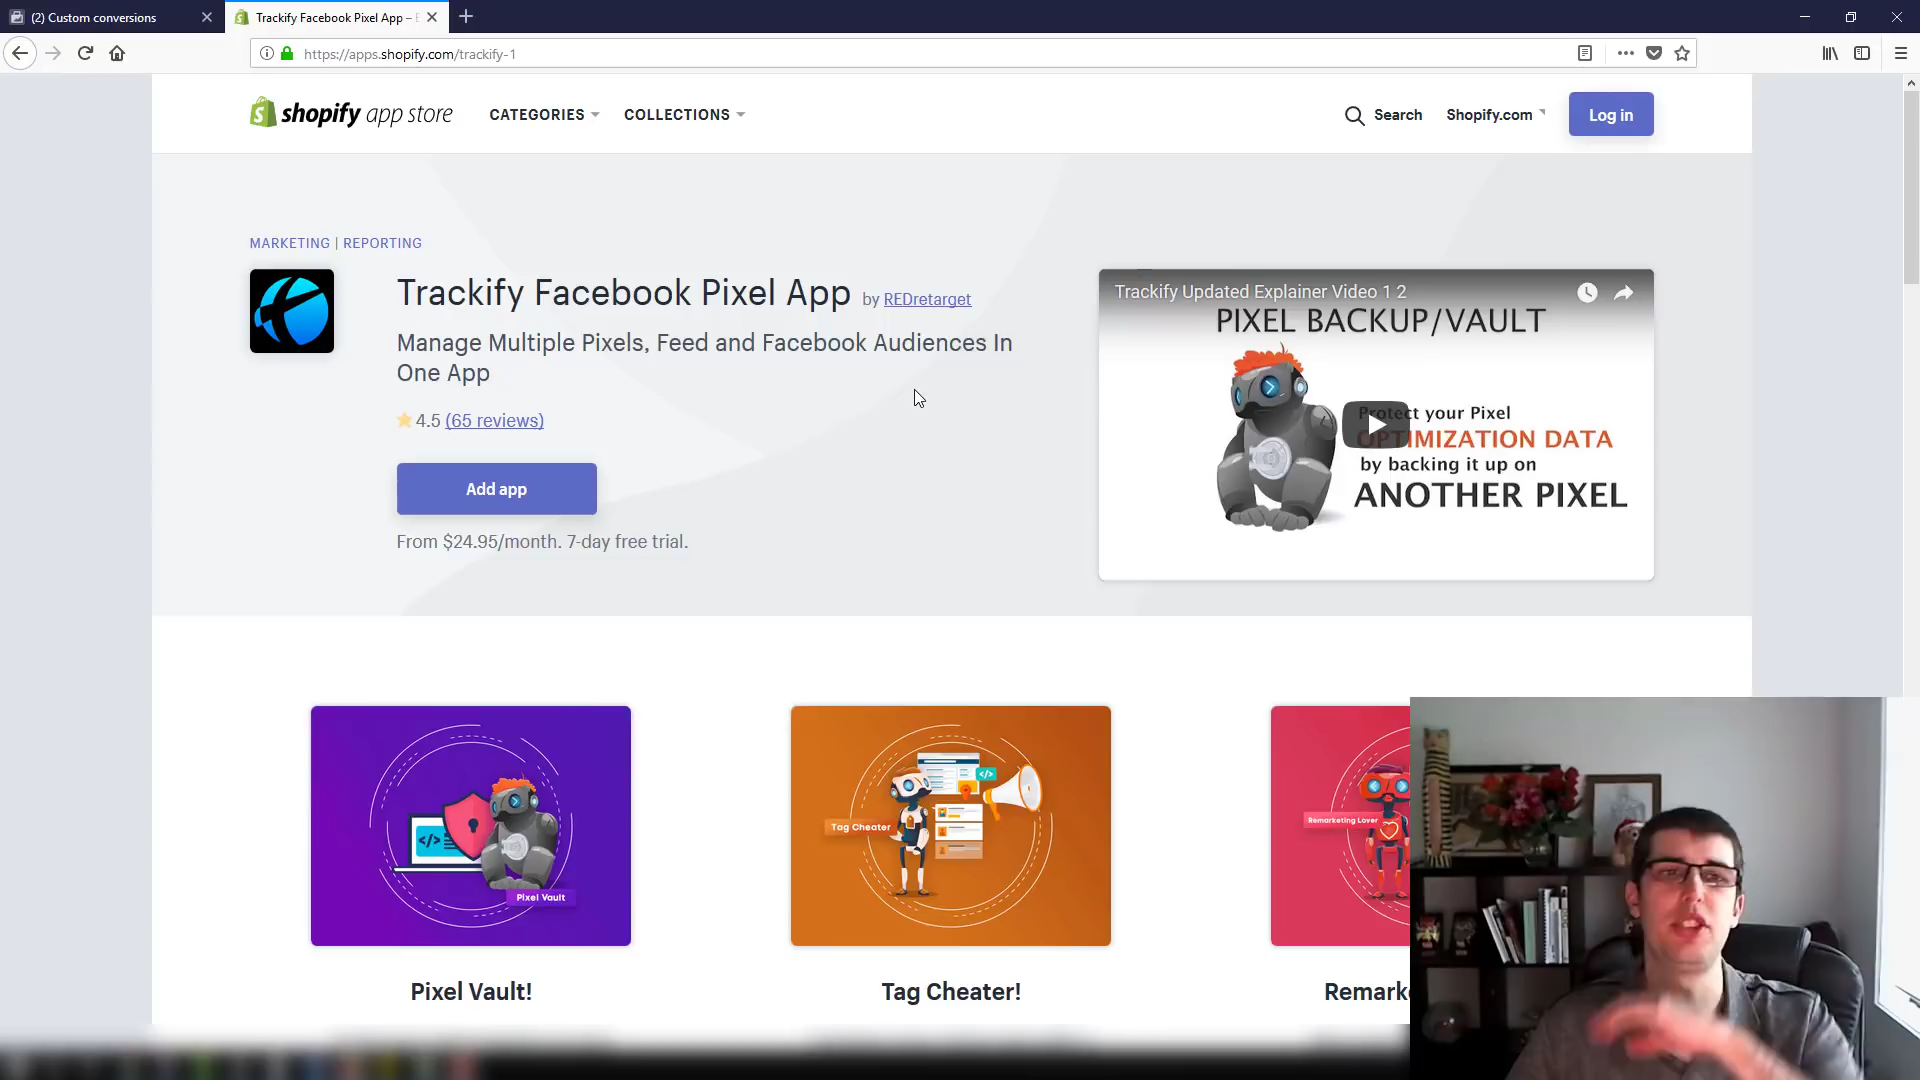 (2) Custom conversions
Trackify Facebook Pixel App –
https://apps.shopify.com/trackify-1
shopify app store
CATEGORIES
COLLECTIONS
Search
Shopify.com
Log in
MARKETING | REPORTING
Trackify Facebook Pixel App by REDretarget
Manage Multiple Pixels, Feed and Facebook Audiences In
One App
4.5 (65 reviews)
Add app
From $24.95/month. 7-day free trial.
Trackify Updated Explainer Video 1 2
PIXEL BACKUP/VAULT
Protect your Pixel
OPTIMIZATION DATA
by backing it up on
ANOTHER PIXEL
Pixel Vault
Tag Cheater
Remarketing Lover
Pixel Vault!
Tag Cheater!
Remark